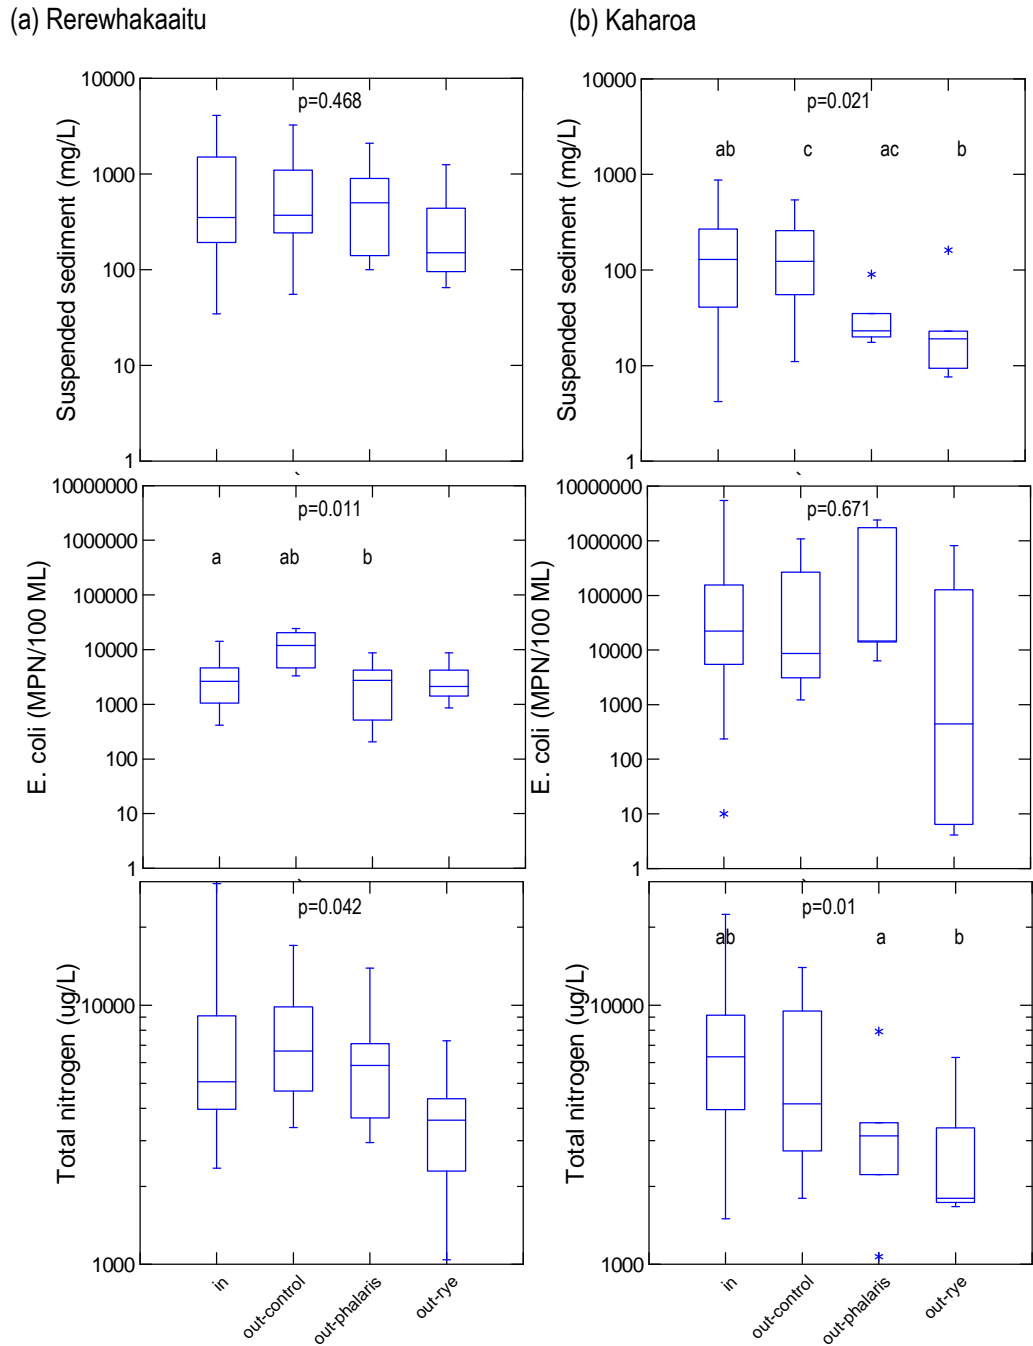 (a) Rerewhakaaitu
(b) Kaharoa
Suspended sediment (mg/L)
10000
1000
100
10
1
p=0.468
Suspended sediment (mg/L)
10000
1000
100
10
1
p=0.021
ab c ac b
*
*
E. coli (MPN/100 ML)
10000000
1000000
100000
10000
1000
100
10
1
p=0.011
a ab b
E. coli (MPN/100 ML)
10000000
1000000
100000
10000
1000
100
10
1
p=0.671
*
Total nitrogen (ug/L)
10000
1000
p=0.042
in
out-control
out-phalaris
out-rye
Total nitrogen (ug/L)
10000
1000
p=0.01
ab a b
*
*
in
out-control
out-phalaris
out-rye